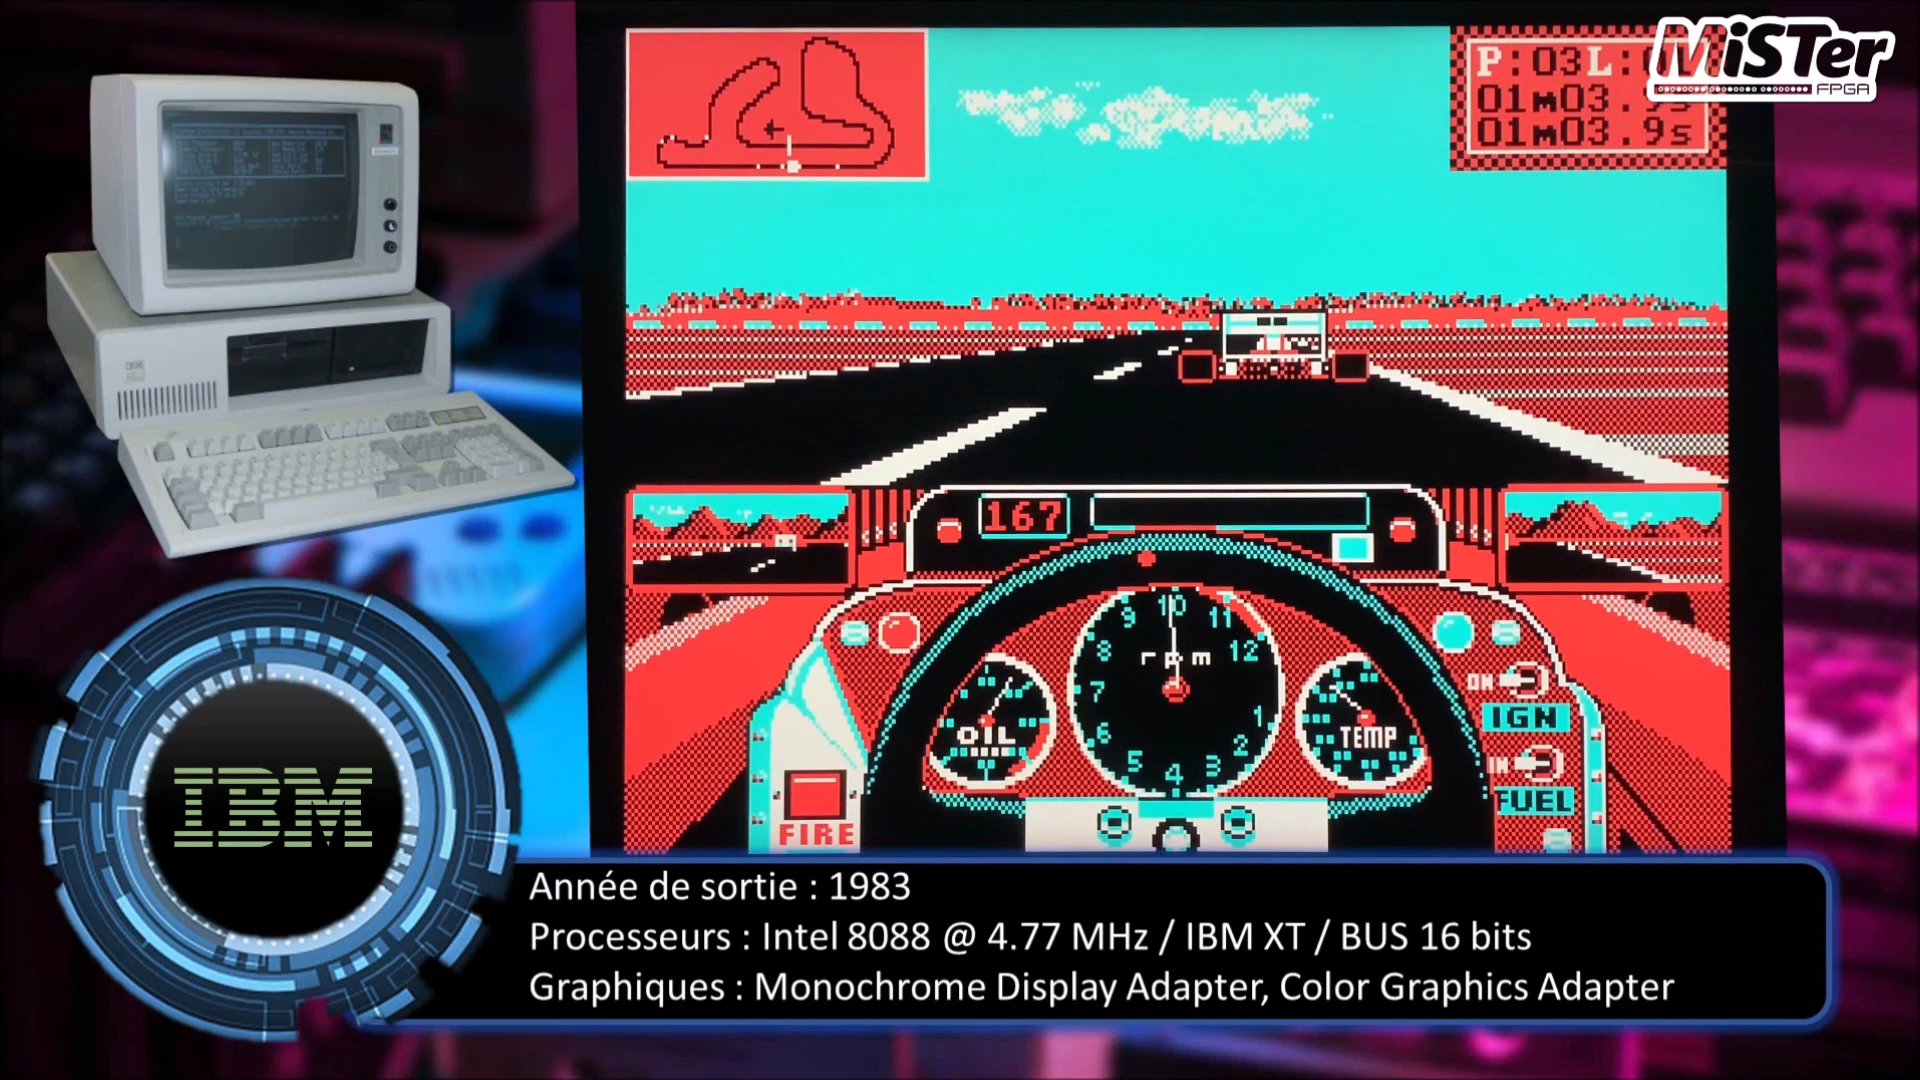 MiSTer
FPGA
P:03L:
01m03.
01m03.9s
167
9 10 11
8 rpm 12
7
6 1
5 4 3 2
OIL
TEMP
ON
IGN
IN
FUEL
FIRE
IBM
IBM
Année de sortie : 1983
Processeurs : Intel 8088 @ 4.77 MHz / IBM XT / BUS 16 bits
Graphiques : Monochrome Display Adapter, Color Graphics Adapter